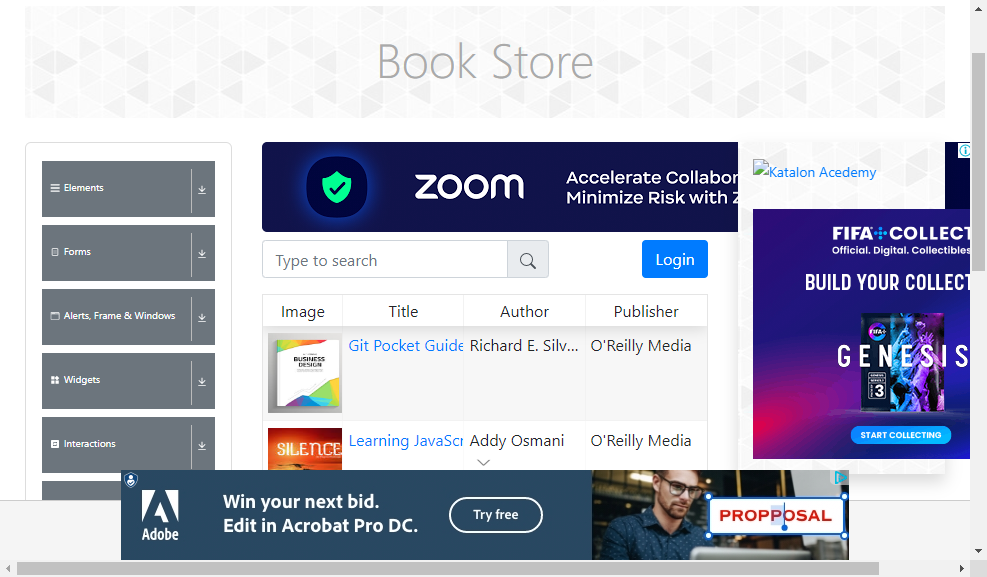 Book Store
Elements
Forms
Alerts, Frame & Windows
Widgets
Interactions
zoom
Accelerate Collabor
Minimize Risk with Z
Katalon Acedemy
Type to search
Login
Image Title Author Publisher
BUSINESS
DESIGN
Git Pocket Guide Richard E. Silv... O'Reilly Media
SILENCE
Learning JavaScr Addy Osmani O'Reilly Media
FIFA+COLLECT
Official. Digital. Collectibles
BUILD YOUR COLLECT
FIFA+
GENESIS
3
START COLLECTING
Adobe
Win your next bid.
Edit in Acrobat Pro DC.
Try free
PROPPOSAL